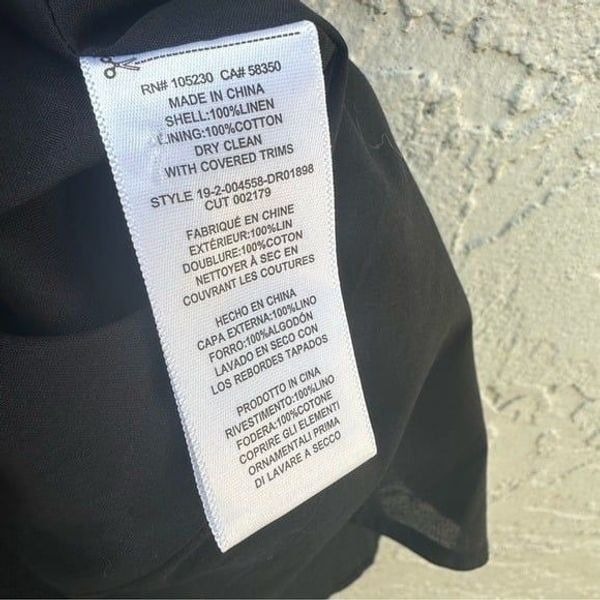 RN# 105230 CA# 58350
MADE IN CHINA
SHELL:100%LINEN
LINING:100%COTTON
DRY CLEAN
WITH COVERED TRIMS
STYLE 19-2-004558-DR01898
CUT 002179
FABRIQUÉ EN CHINE
EXTÉRIEUR:100%LIN
DOUBLURE:100%COTON
NETTOYER À SEC EN
COUVRANT LES COUTURES
HECHO EN CHINA
CAPA EXTERNA:100%LINO
FORRO:100%ALGODÓN
LAVADO EN SECO CON
LOS REBORDES TAPADOS
PRODOTTO IN CINA
RIVESTIMENTO:100%LINO
FODERA:100%COTONE
COPRIRE GLI ELEMENTI
ORNAMENTALI PRIMA
DI LAVARE A SECCO